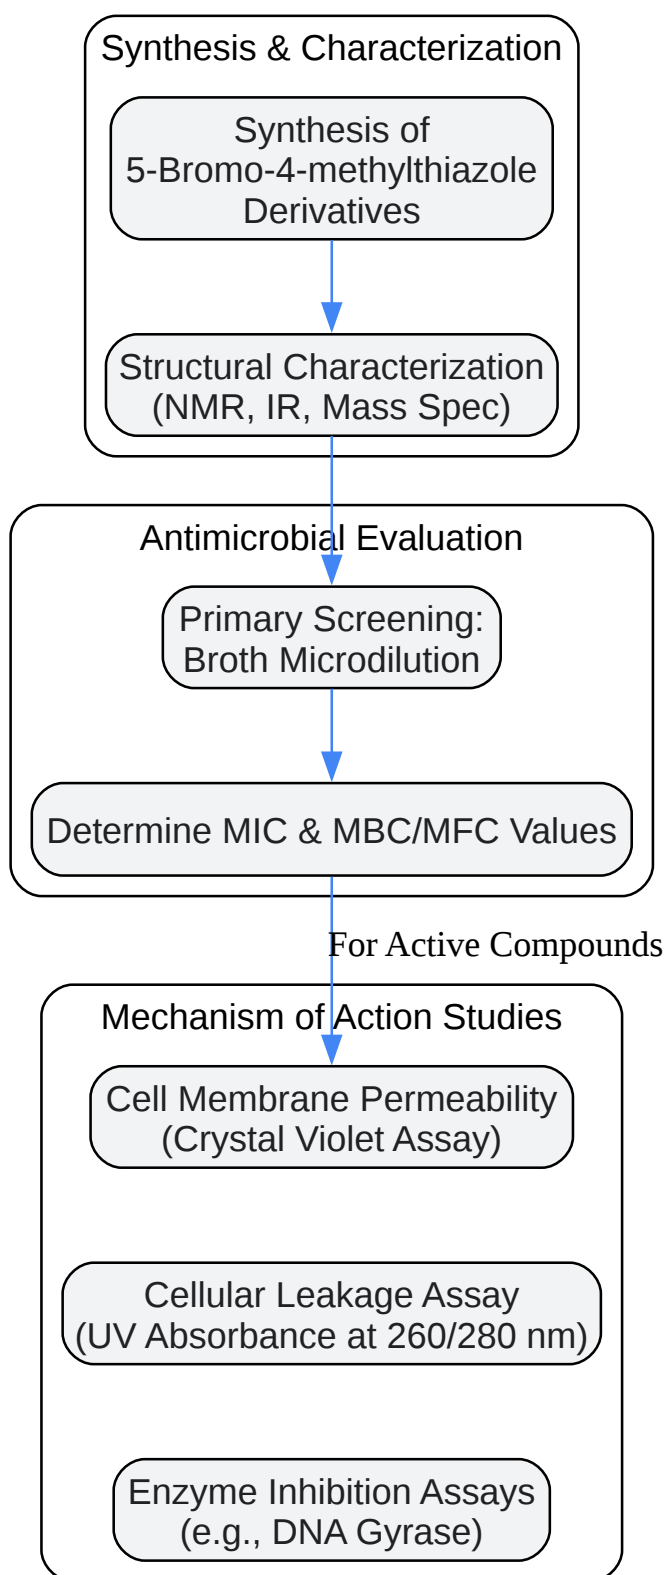 Synthesis & Characterization
Synthesis of
5-Bromo-4-methylthiazole
Derivatives
Structural Characterization
(NMR, IR, Mass Spec)
Antimicrobial Evaluation
Primary Screening:
Broth Microdilution
Determine MIC & MBC/MFC Values
For Active Compounds
Mechanism of Action Studies
Cell Membrane Permeability
(Crystal Violet Assay)
Cellular Leakage Assay
(UV Absorbance at 260/280 nm)
Enzyme Inhibition Assays
(e.g., DNA Gyrase)